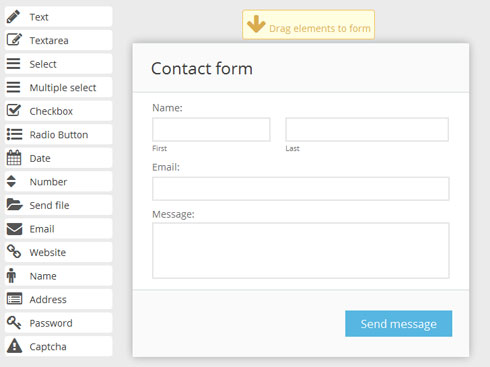 Text
Textarea
Select
Multiple select
Checkbox
Radio Button
Date
Number
Send file
Email
Website
Name
Address
Password
Captcha
Drag elements to form
Contact form
Name:
First Last
Email:
Message:
Send message